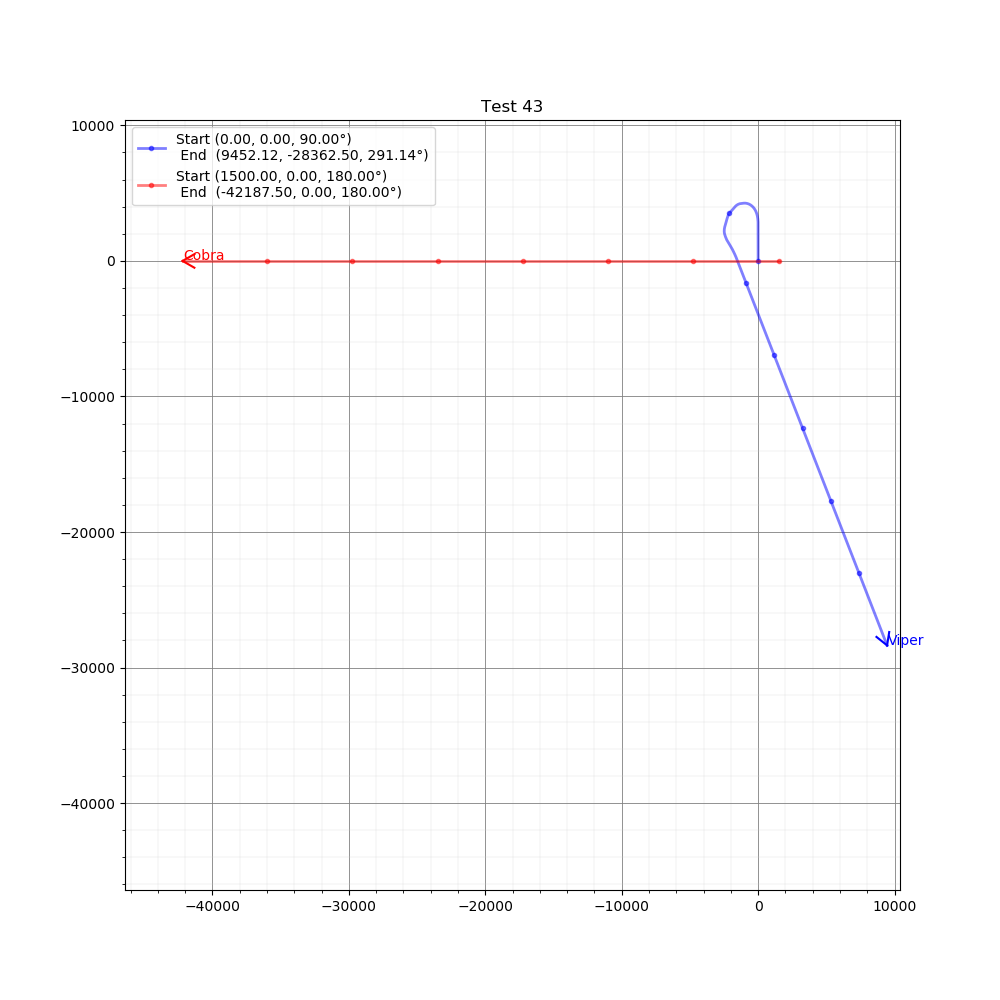 Test 43
Start (0.00, 0.00, 90.00°)
End (9452.12, -28362.50, 291.14°)
Start (1500.00, 0.00, 180.00°)
End (-42187.50, 0.00, 180.00°)
10000
0
−10000
−20000
−30000
−40000
Cobra
Viper
−40000
−30000
−20000
−10000
0
10000